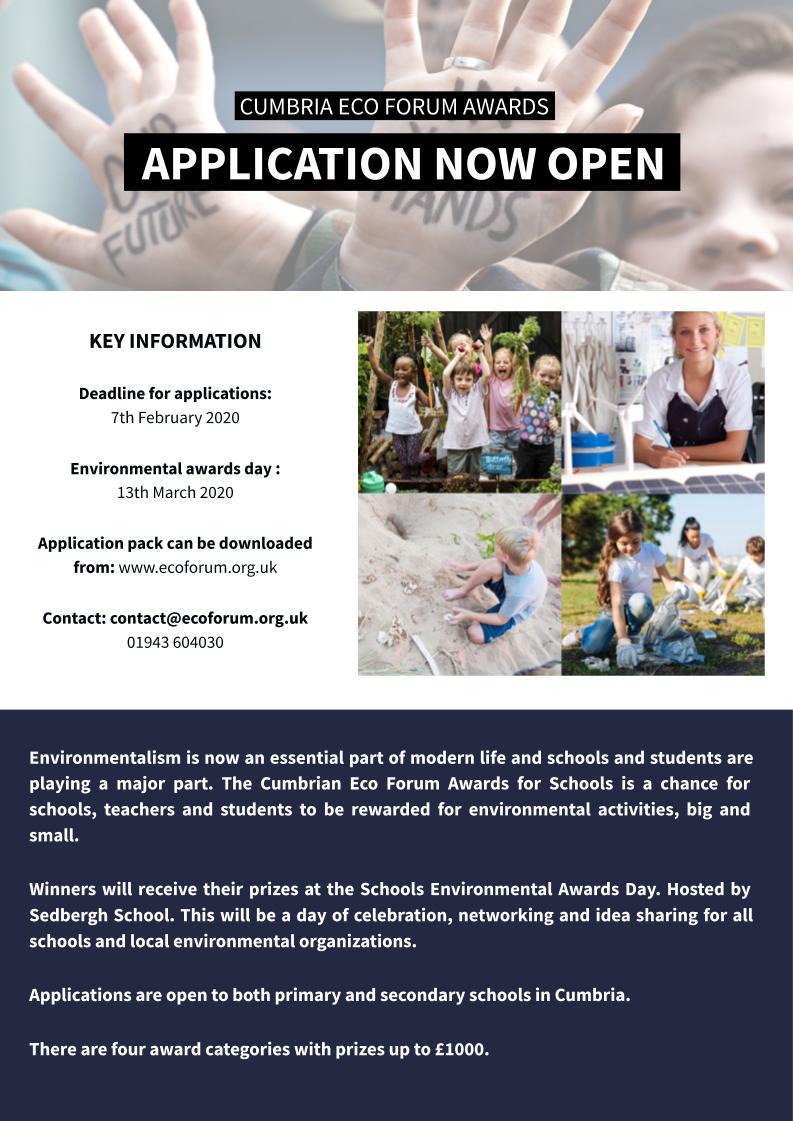 CUMBRIA ECO FORUM AWARDS
APPLICATION NOW OPEN
OUR
FUTURE
IN
HANDS
KEY INFORMATION
Deadline for applications:
7th February 2020
Environmental awards day :
13th March 2020
Application pack can be downloaded
from: www.ecoforum.org.uk
Contact: contact@ecoforum.org.uk
01943 604030
Environmentalism is now an essential part of modern life and schools and students are
playing a major part. The Cumbrian Eco Forum Awards for Schools is a chance for
schools, teachers and students to be rewarded for environmental activities, big and
small.
Winners will receive their prizes at the Schools Environmental Awards Day. Hosted by
Sedbergh School. This will be a day of celebration, networking and idea sharing for all
schools and local environmental organizations.
Applications are open to both primary and secondary schools in Cumbria.
There are four award categories with prizes up to £1000.